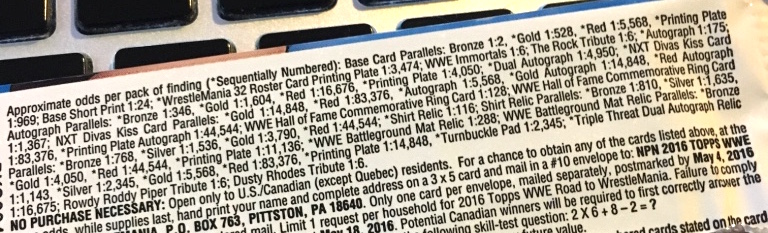 Approximate odds per pack of finding (*Sequentially Numbered): Base Card Parallels: Bronze 1:2, *Gold 1:528, *Red 1:5,568, *Printing Plate
1:969; Base Short Print 1:24; *WrestleMania 32 Roster Card Printing Plate 1:3,474; WWE Immortals 1:6; The Rock Tribute 1:6; *Autograph 1:175;
Autograph Parallels: *Bronze 1:346, *Gold 1:1,604, *Red 1:16,676, *Printing Plate 1:4,050; *Dual Autograph 1:4,950; *NXT Divas Kiss Card
1:1,367; NXT Divas Kiss Card Parallels: *Gold 1:14,848, *Red 1:83,376, *Autograph 1:5,568, *Gold Autograph 1:14,848, *Red Autograph
1:83,376, *Printing Plate Autograph 1:44,544; WWE Hall of Fame Commemorative Ring Card 1:128; WWE Hall of Fame Commemorative Ring Card
Parallels: *Bronze 1:768, *Silver 1:1,536, *Gold 1:3,790, *Red 1:44,544; *Shirt Relic 1:116; Shirt Relic Parallels: *Bronze 1:810, *Silver 1:1,635,
*Gold 1:4,050, *Red 1:44,544, *Printing Plate 1:11,136; *WWE Battleground Mat Relic 1:288; WWE Battleground Mat Relic Parallels: *Bronze
1:1,143, *Silver 1:2,345, *Gold 1:5,568, *Red 1:83,376, *Printing Plate 1:14,848, *Turnbuckle Pad 1:2,345; *Triple Threat Dual Autograph Relic
1:16,675; Rowdy Roddy Piper Tribute 1:6; Dusty Rhodes Tribute 1:6.
NO PURCHASE NECESSARY: Open only to U.S./Canadian (except Quebec) residents. For a chance to obtain any of the cards listed above, at the
odds, while supplies last, hand print your name and complete address on a 3 x 5 card and mail in a #10 envelope to: NPN 2016 TOPPS WWE
P.O. BOX 763, PITTSTON, PA 18640. Only one card per envelope, mailed separately, postmarked by May 4, 2016
mail. Limit 1 request per household for 2016 Topps WWE Road to WrestleMania. Failure to comply
18, 2016. Potential Canadian winners will be required to first correctly answer the
following skill-test question: 2 X 6 + 8 – 2 = ?
future value.
cards stated on the card